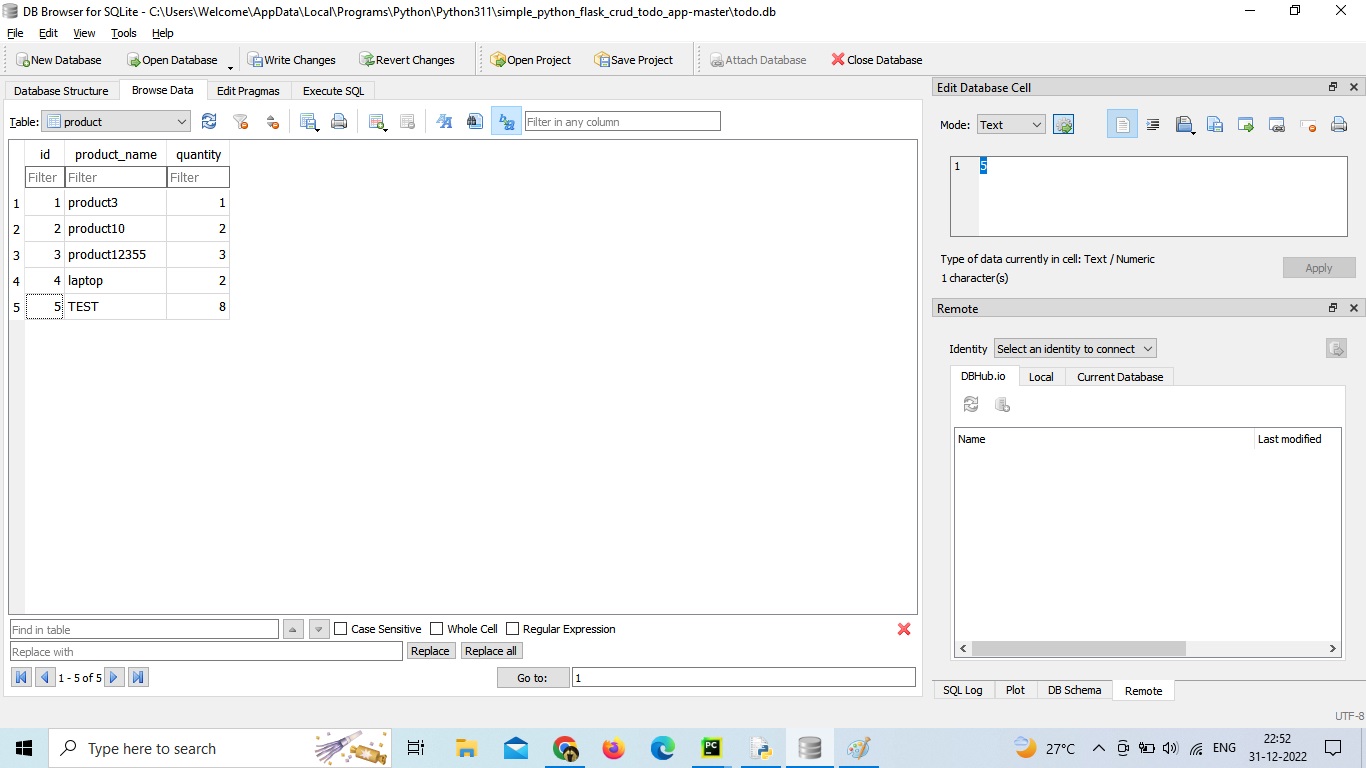 DB Browser for SQLite - C:\Users\Welcome\AppData\Local\Programs\Python\Python311\simple_python_flask_crud_todo_app-master\todo.db
File Edit View Tools Help
New Database Open Database Write Changes Revert Changes Open Project Save Project Attach Database Close Database
Database Structure Browse Data Edit Pragmas Execute SQL
Table: product Filter in any column
id product_name quantity
Filter Filter Filter
1 1 product3 1
2 2 product10 2
3 3 product12355 3
4 4 laptop 2
5 5 TEST 8
Find in table Case Sensitive Whole Cell Regular Expression
Replace with Replace Replace all
1 - 5 of 5 Go to: 1
Edit Database Cell
Mode: Text
1 5
Type of data currently in cell: Text / Numeric
1 character(s)
Apply
Remote
Identity Select an identity to connect
DBHub.io Local Current Database
Name Last modified
SQL Log Plot DB Schema Remote
UTF-8
Type here to search PC 27°C ENG 22:52
31-12-2022